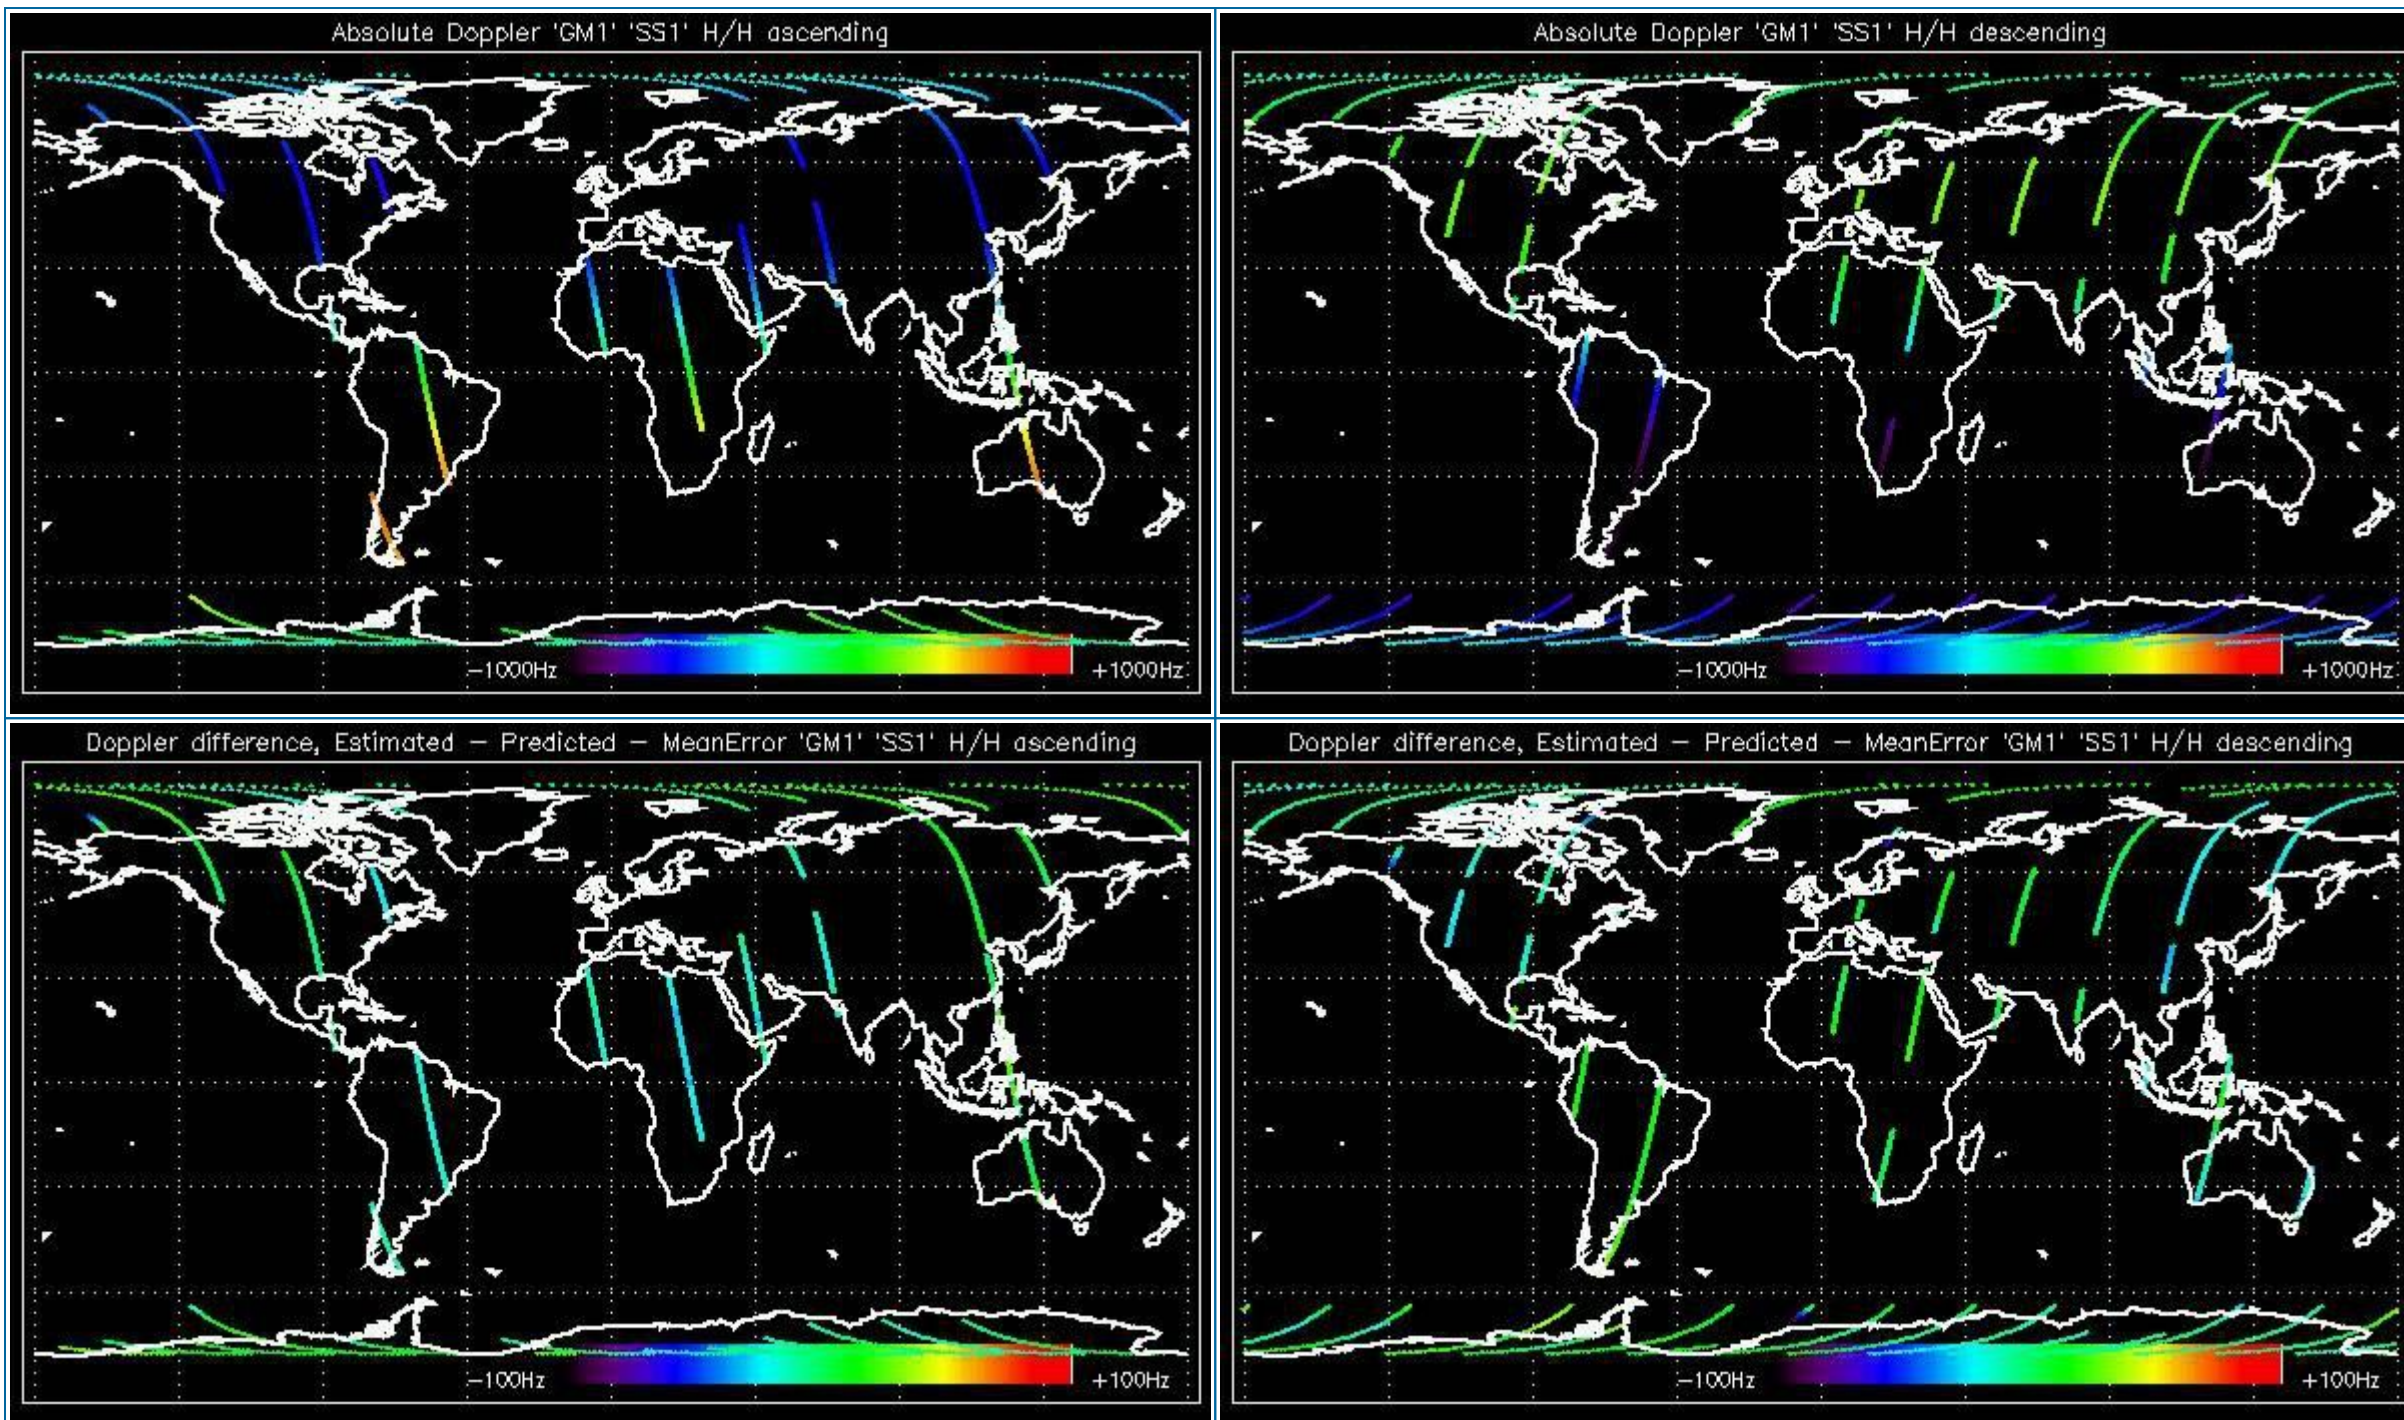 Absolute Doppler 'GM1' 'SS1' H/H ascending
-1000Hz
+1000Hz
Absolute Doppler 'GM1' 'SS1' H/H descending
-1000Hz
+1000Hz
Doppler difference, Estimated - Predicted - MeanError 'GM1' 'SS1' H/H ascending
-100Hz
+100Hz
Doppler difference, Estimated - Predicted - MeanError 'GM1' 'SS1' H/H descending
-100Hz
+100Hz